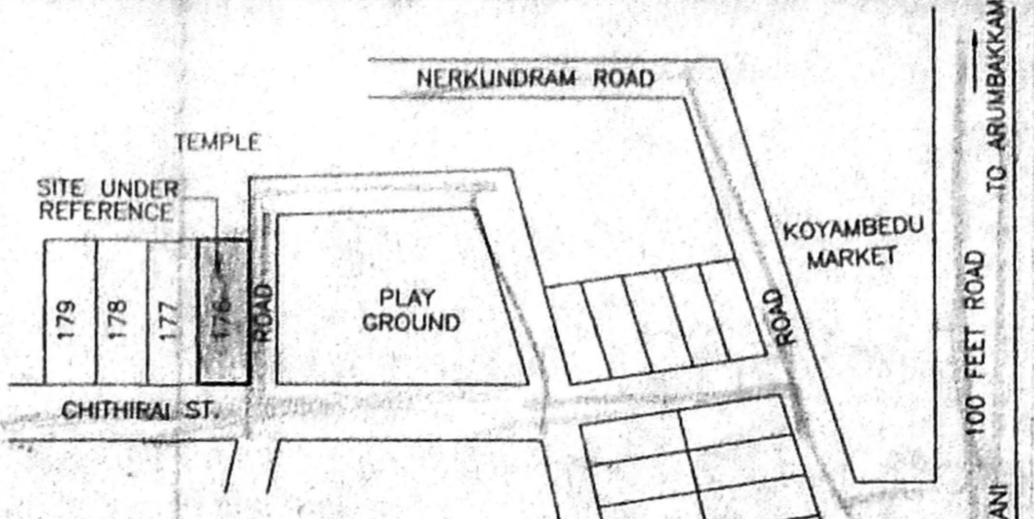 NERKUNDRAM ROAD
TO ARUMBAKKAM
TEMPLE
SITE UNDER
REFERENCE
KOYAMBEDU
MARKET
179
178
177
176
ROAD
PLAY
GROUND
ROAD
100 FEET ROAD
CHITHIRAI ST.
ANI